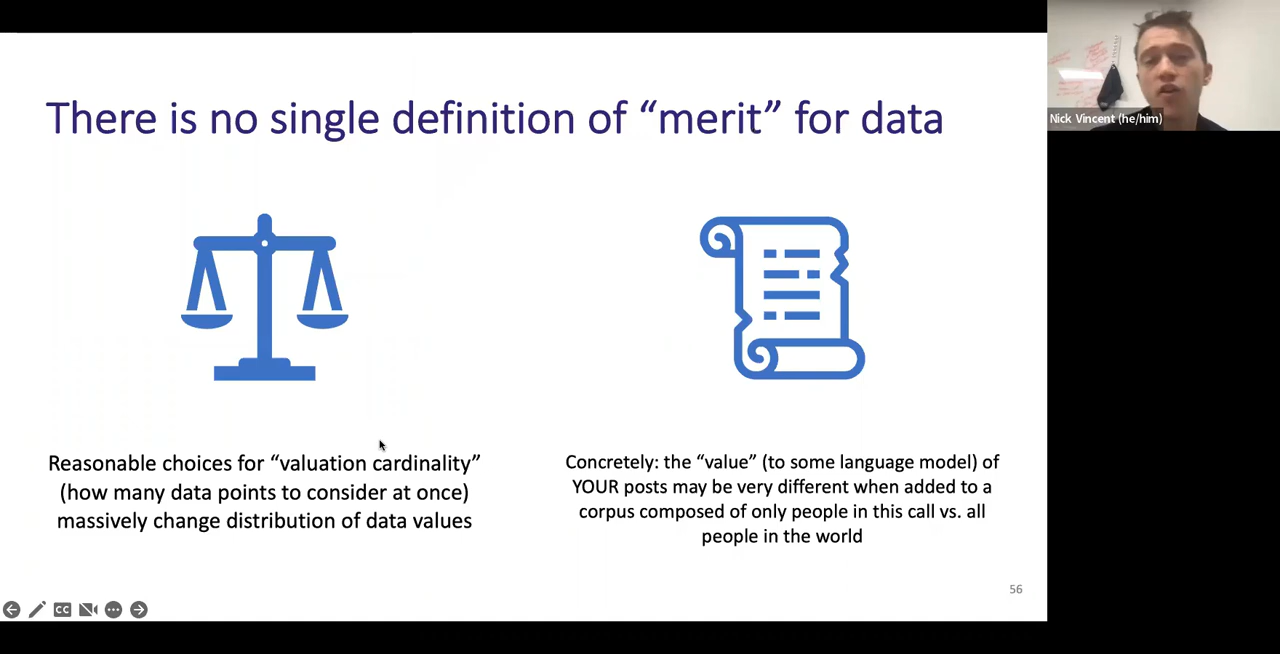 There is no single definition of “merit” for data
Nick Vincent (he/him)
Reasonable choices for “valuation cardinality”
(how many data points to consider at once)
massively change distribution of data values
Concretely: the “value” (to some language model) of
YOUR posts may be very different when added to a
corpus composed of only people in this call vs. all
people in the world
56
CC